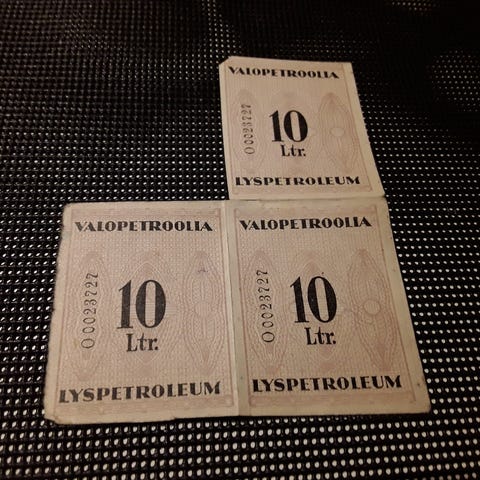 VALOPETROOLIA
O 0023727
10
Ltr.
LYSPETROLEUM
VALOPETROOLIA
O 0023727
10
Ltr.
LYSPETROLEUM
VALOPETROOLIA
O 0023727
10
Ltr.
LYSPETROLEUM